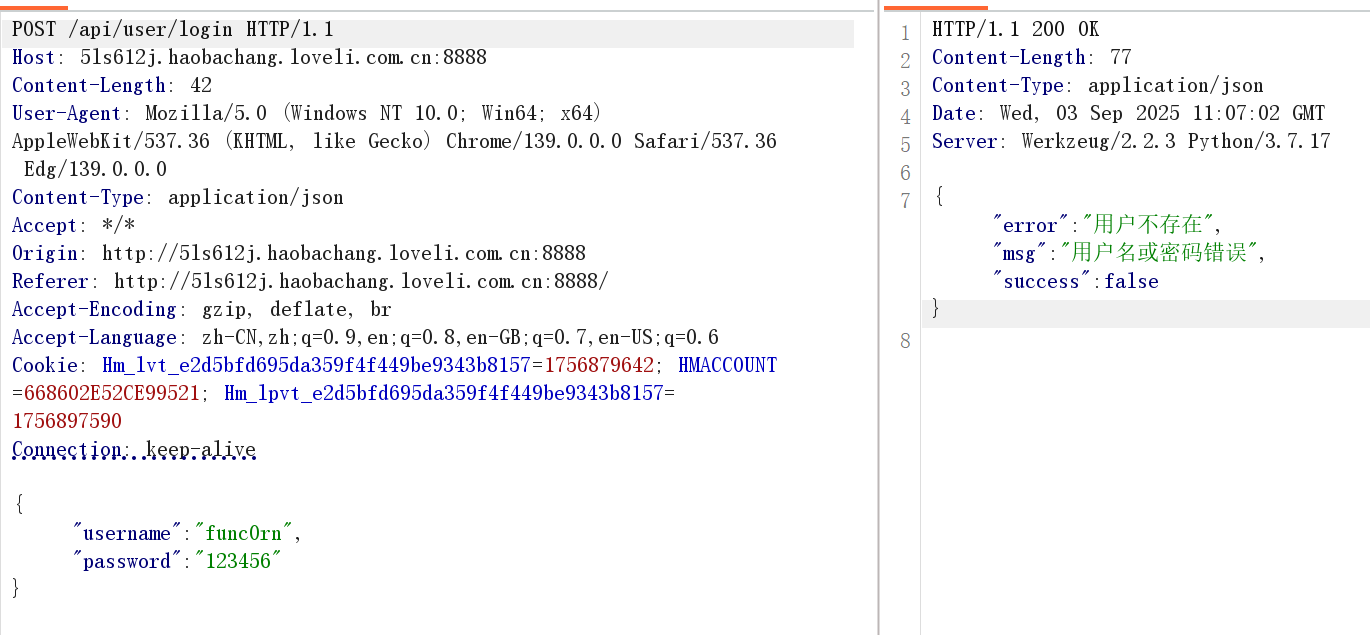 POST /api/user/login HTTP/1.1
Host: 5ls612j.haobachang.loveli.com.cn:8888
Content-Length: 42
User-Agent: Mozilla/5.0 (Windows NT 10.0; Win64; x64)
AppleWebKit/537.36 (KHTML, like Gecko) Chrome/139.0.0.0 Safari/537.36
Edg/139.0.0.0
Content-Type: application/json
Accept: */*
Origin: http://5ls612j.haobachang.loveli.com.cn:8888
Referer: http://5ls612j.haobachang.loveli.com.cn:8888/
Accept-Encoding: gzip, deflate, br
Accept-Language: zh-CN,zh;q=0.9,en;q=0.8,en-GB;q=0.7,en-US;q=0.6
Cookie: Hm_lvt_e2d5bfd695da359f4f449be9343b8157=1756879642; HMACCOUNT
=668602E52CE99521; Hm_lpvt_e2d5bfd695da359f4f449be9343b8157=
1756897590
Connection: keep-alive
{
"username":"func0rn",
"password":"123456"
}
1 HTTP/1.1 200 OK
2 Content-Length: 77
3 Content-Type: application/json
4 Date: Wed, 03 Sep 2025 11:07:02 GMT
5 Server: Werkzeug/2.2.3 Python/3.7.17
6
7 {
"error":"用户不存在",
"msg":"用户名或密码错误",
"success":false
}
8